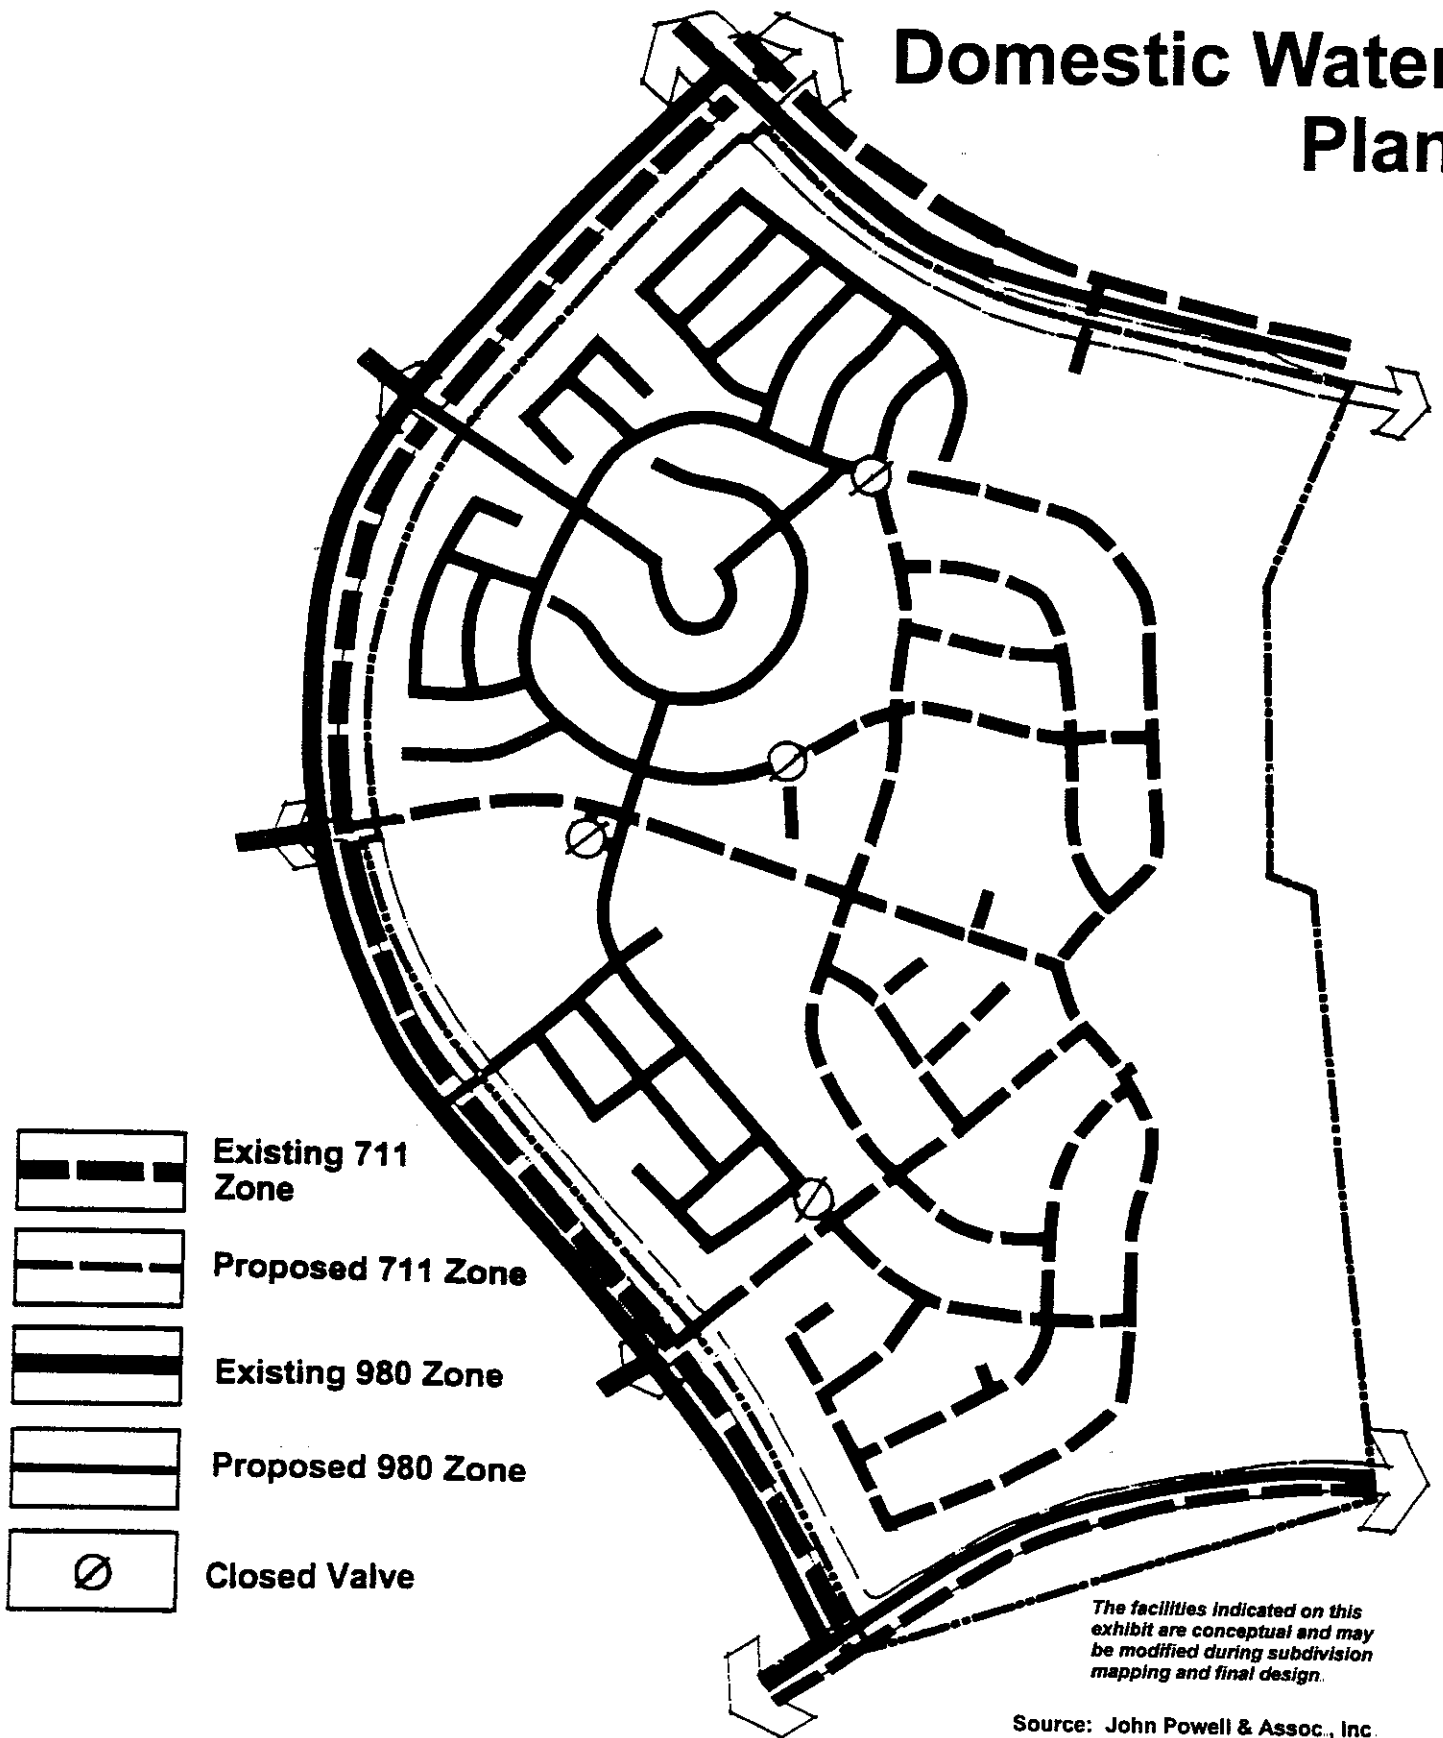 Domestic Water
Plan
Existing 711
Zone
Proposed 711 Zone
Existing 980 Zone
Proposed 980 Zone
Closed Valve
The facilities indicated on this
exhibit are conceptual and may
be modified during subdivision
mapping and final design.
Source: John Powell & Assoc., Inc.